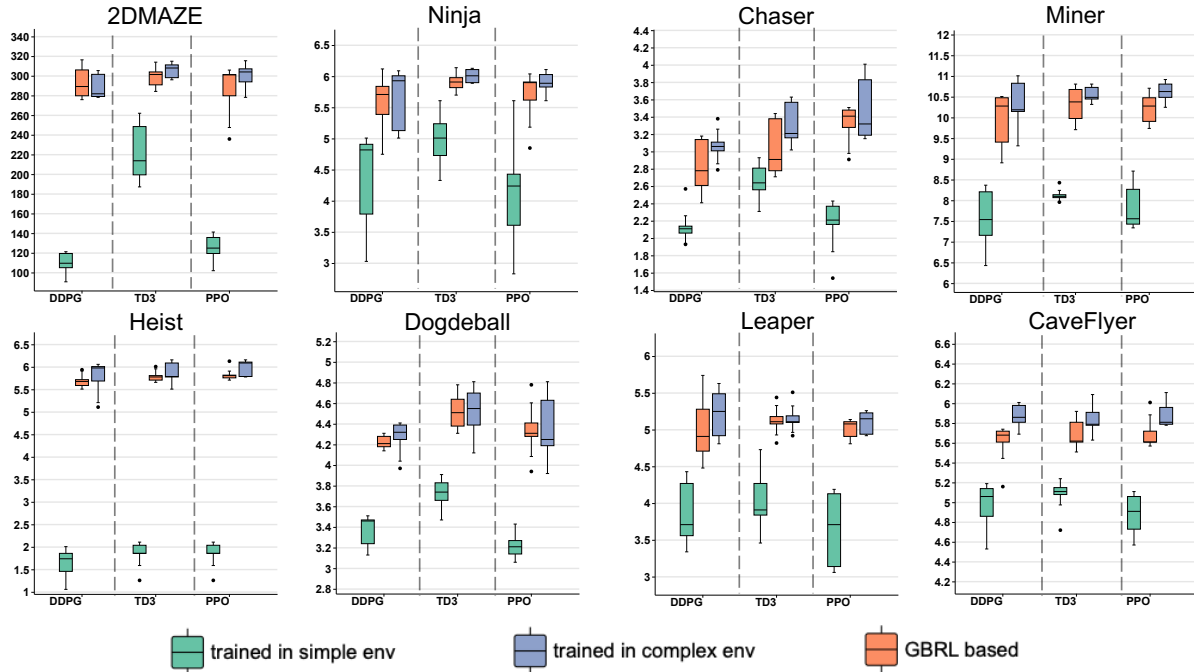 2DMAZE
340
320
300
280
260
240
220
200
180
160
140
120
100
DDPG
TD3
PPO
Ninja
6.5
6
5.5
5
4.5
4
3.5
3
DDPG
TD3
PPO
Chaser
4.4
4.2
4
3.8
3.6
3.4
3.2
3
2.8
2.6
2.4
2.2
2
1.8
1.6
1.4
DDPG
TD3
PPO
Miner
12
11.5
11
10.5
10
9.5
9
8.5
8
7.5
7
6.5
6
DDPG
TD3
PPO
Heist
6.5
6
5.5
5
4.5
4
3.5
3
2.5
2
1.5
1
DDPG
TD3
PPO
Dogdeball
5
4.8
4.6
4.4
4.2
4
3.8
3.6
3.4
3.2
3
2.8
DDPG
TD3
PPO
Leaper
6
5.5
5
4.5
4
3.5
3
DDPG
TD3
PPO
CaveFlyer
6.6
6.4
6.2
6
5.8
5.6
5.4
5.2
5
4.8
4.6
4.4
4.2
DDPG
TD3
PPO
trained in simple env
trained in complex env
GBRL based